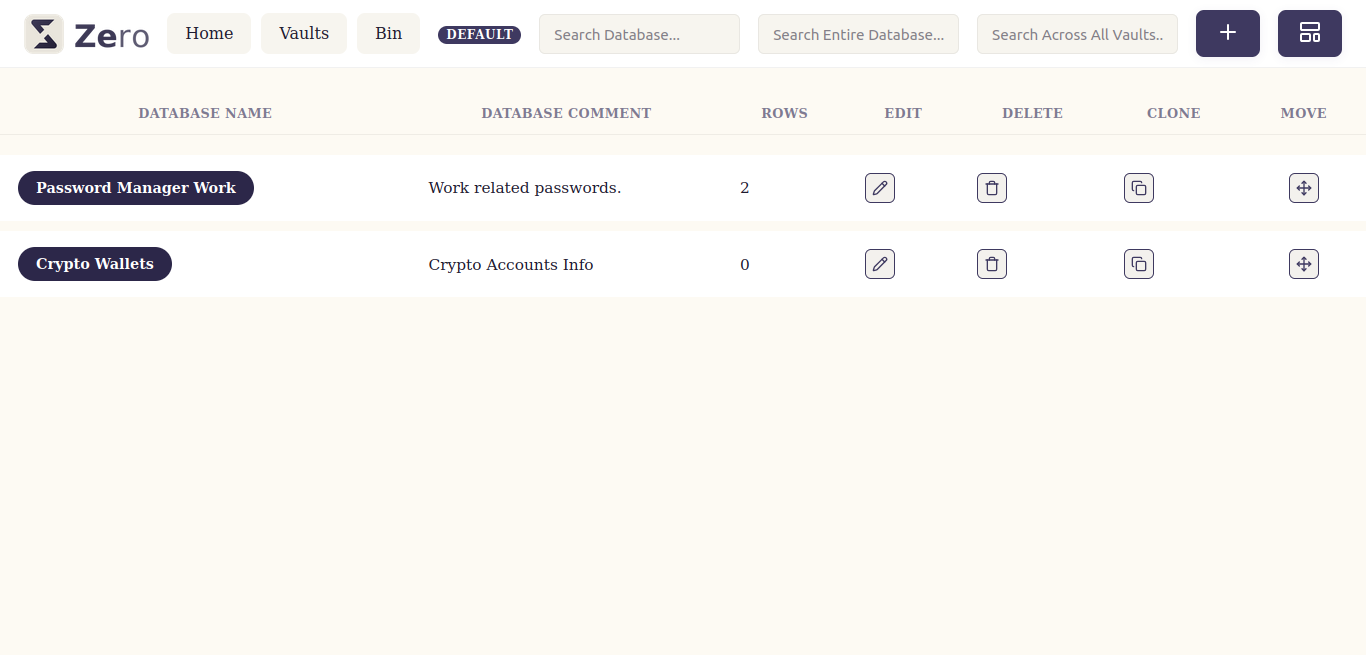 Zero Home Vaults Bin DEFAULT Search Database... Search Entire Database... Search Across All Vaults..
DATABASE NAME DATABASE COMMENT ROWS EDIT DELETE CLONE MOVE
Password Manager Work Work related passwords. 2
Crypto Wallets Crypto Accounts Info 0